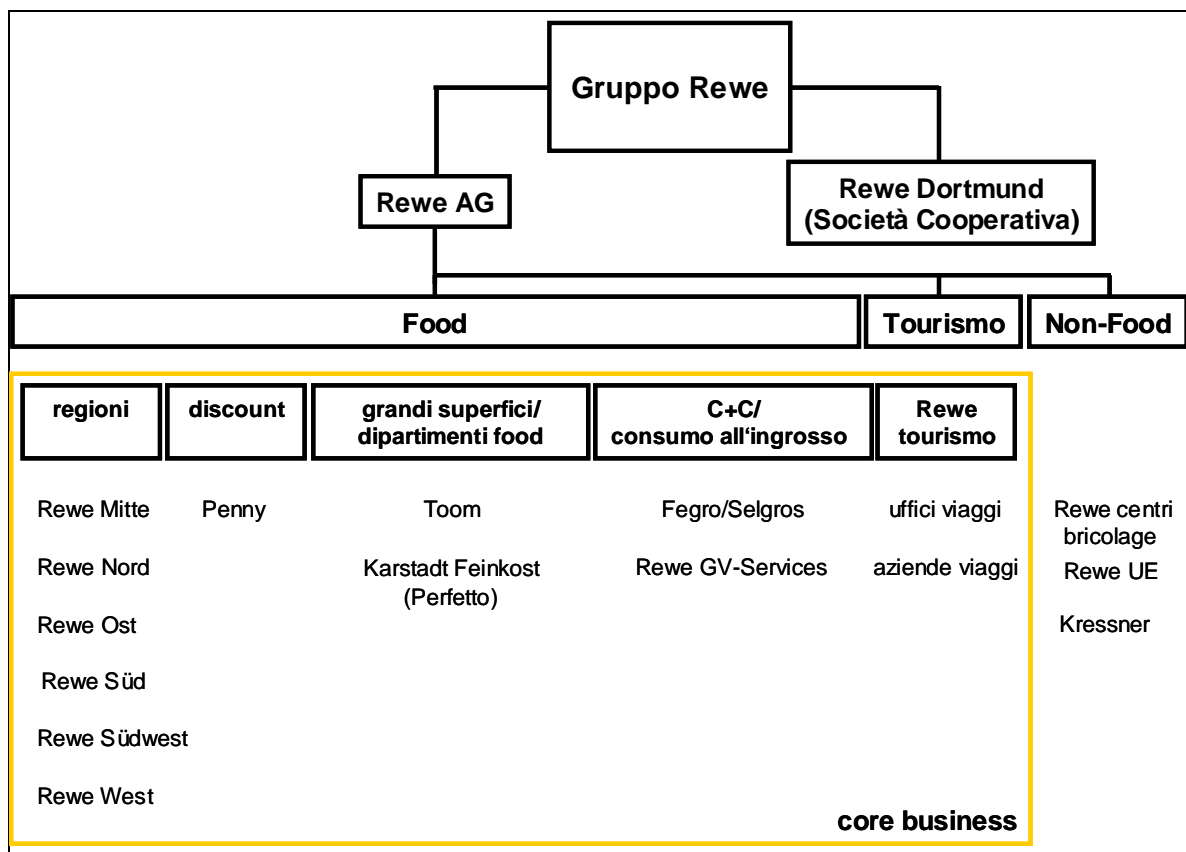 Gruppo Rewe
Rewe AG
Rewe Dortmund
(Società Cooperativa)
Food
Tourismo
Non-Food
regioni
discount
grandi superfici/
dipartimenti food
C+C/
consumo all‘ingrosso
Rewe
tourismo
Rewe Mitte
Rewe Nord
Rewe Ost
Rewe Süd
Rewe Südwest
Rewe West
Penny
Toom
Karstadt Feinkost
(Perfetto)
Fegro/Selgros
Rewe GV-Services
uffici viaggi
aziende viaggi
Rewe centri
bricolage
Rewe UE
Kressner
core business